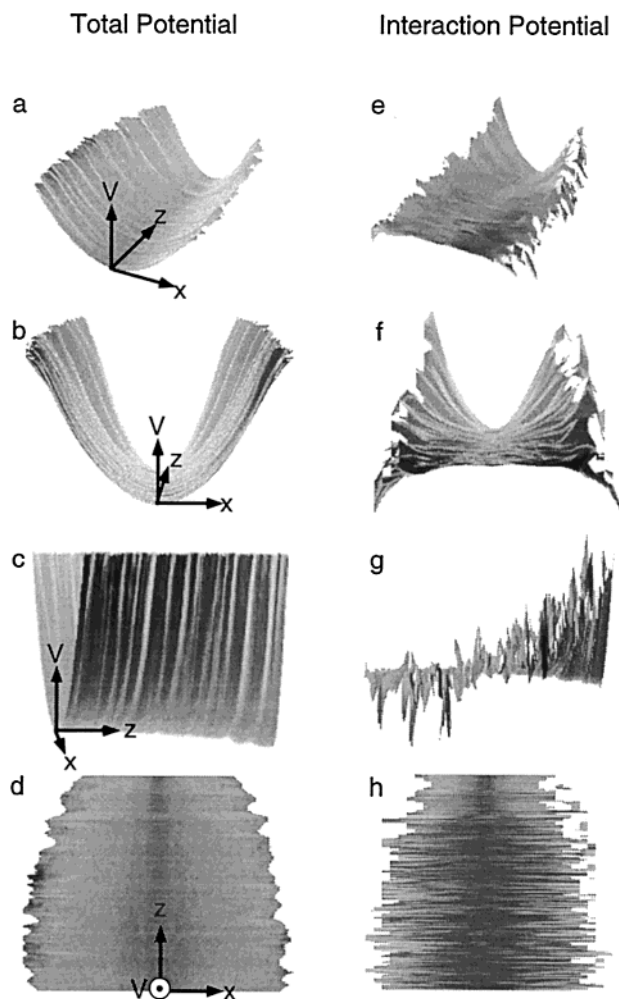 Total Potential
Interaction Potential
a
e
V
z
x
b
f
V
z
x
c
g
V
z
x
d
h
z
V
x